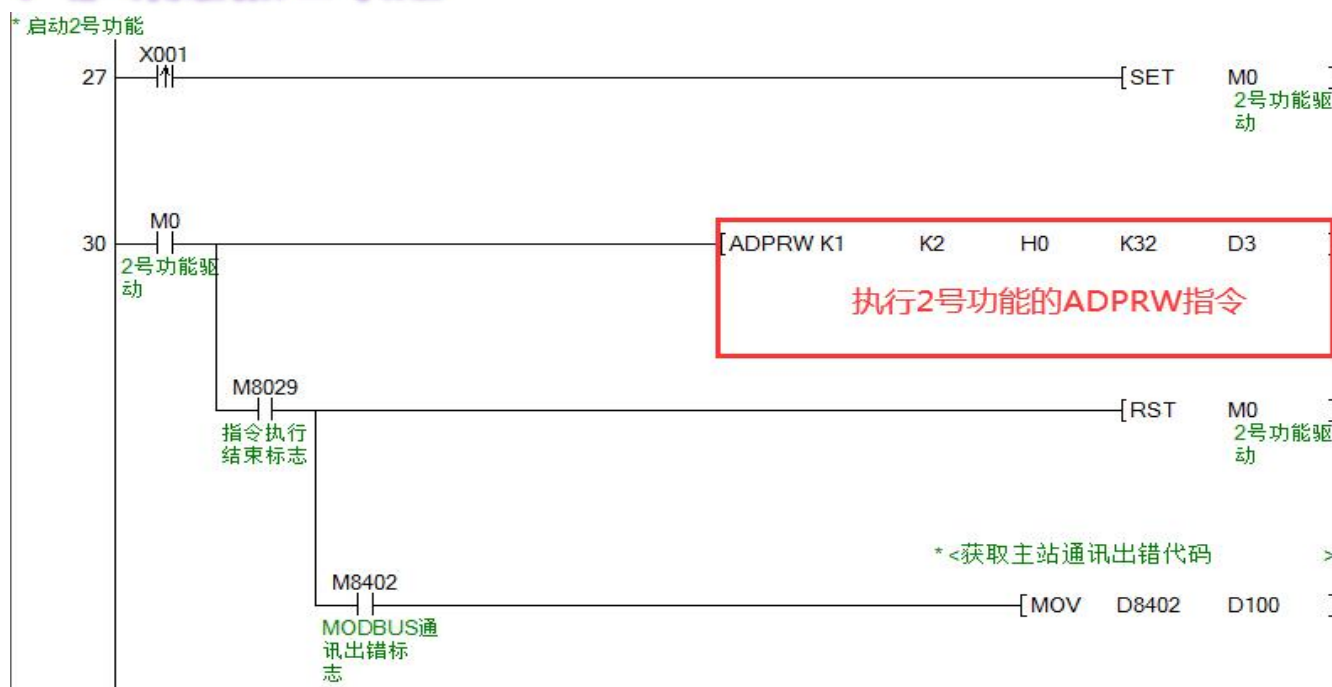 * 启动2号功能
X001
27 [SET M0 ]
2号功能驱
动
M0
30 [ADPRW K1 K2 H0 K32 D3 ]
2号功能驱
动
执行2号功能的ADPRW指令
M8029
[RST M0 ]
指令执行
结束标志
2号功能驱
动
* <获取主站通讯出错代码 >
M8402
[MOV D8402 D100 ]
MODBUS通
讯出错标
志